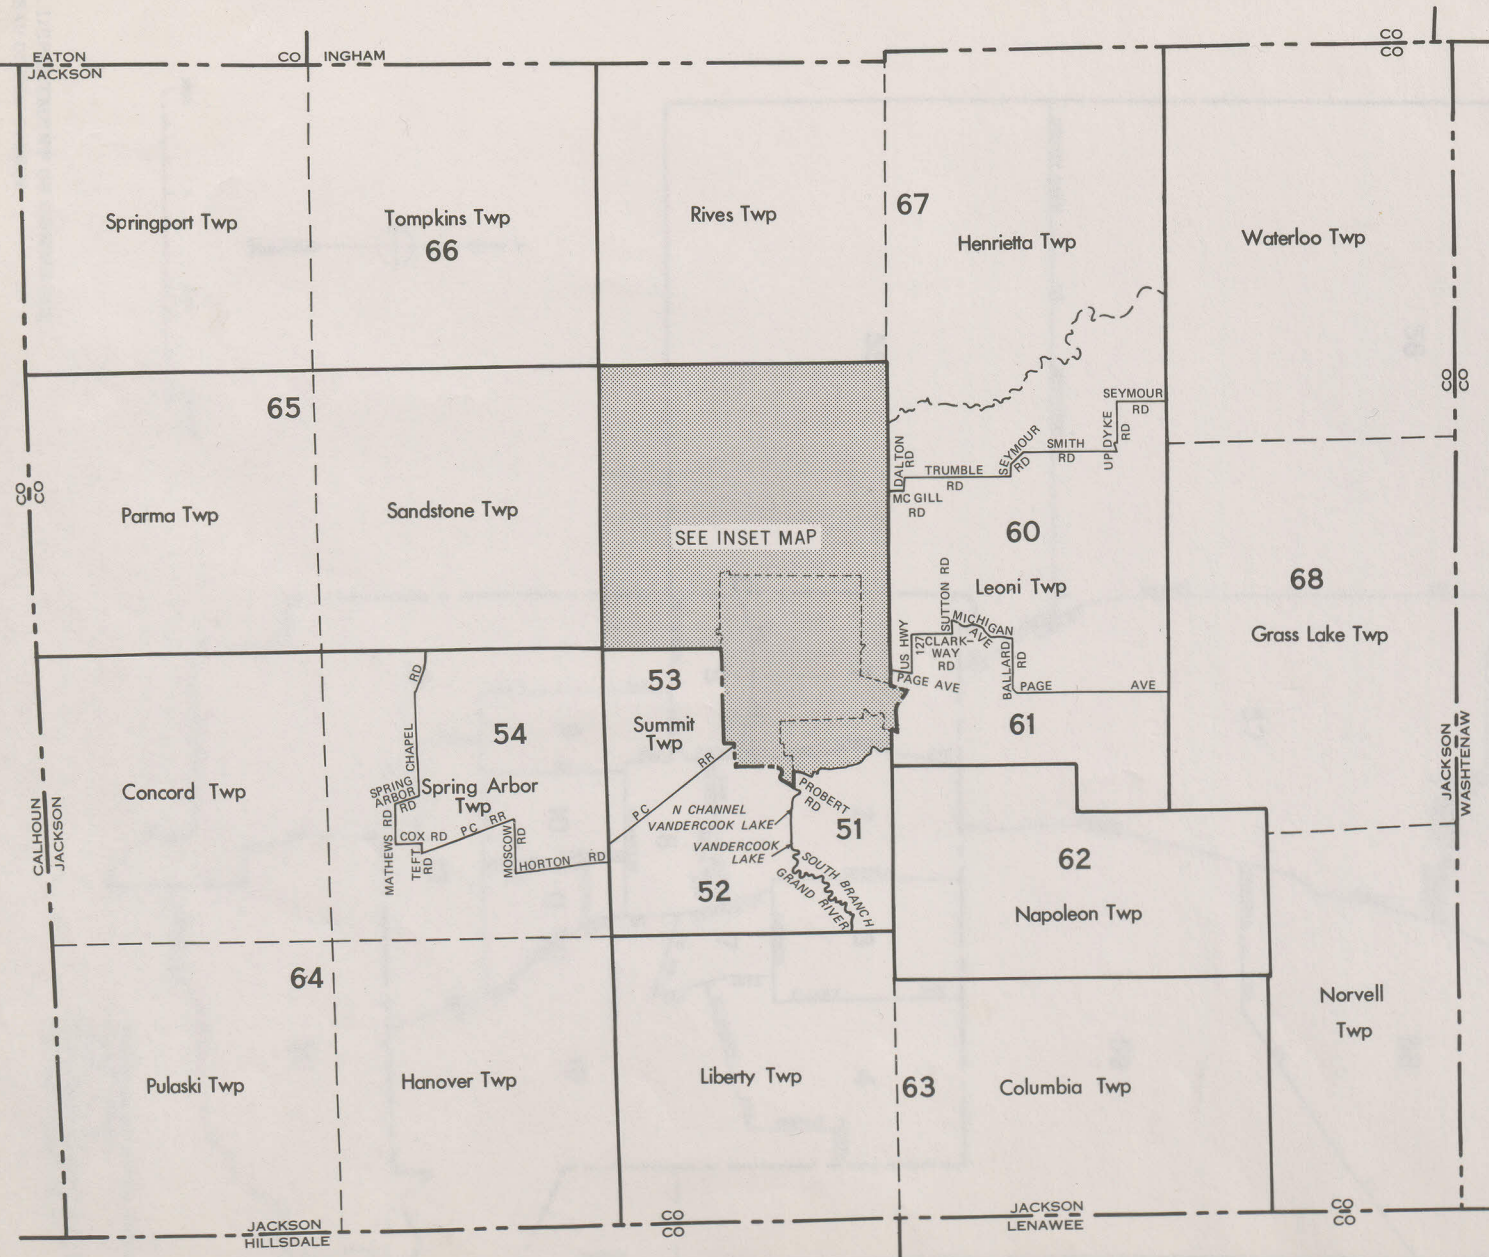 CO
CO
EATON
CO
INGHAM
JACKSON
Springport Twp
Tompkins Twp
66
Rives Twp
67
Henrietta Twp
Waterloo Twp
65
Parma Twp
Sandstone Twp
SEE INSET MAP
CO
CO
CO
CO
SEYMOUR
RD
UPDYKE
RD
SMITH
RD
SEYMOUR
RD
TRUMBLE
RD
DALTON
RD
MC GILL
RD
60
Leoni Twp
68
Grass Lake Twp
SUTTON RD
MICHIGAN
AVE
US HWY
127
CLARK-
WAY
RD
BALLARD
RD
PAGE AVE
PAGE AVE
61
53
Summit
Twp
54
Spring Arbor
Twp
CHAPEL RD
SPRING
ARBOR
RD
MATHEWS RD
COX RD
TEFT
RD
PC RR
MOSCOW
RD
HORTON RD
PC RR
Concord Twp
CALHOUN
JACKSON
N CHANNEL
VANDERCOOK LAKE
VANDERCOOK
LAKE
PROBERT
RD
51
SOUTH BRANCH
GRAND RIVER
52
62
Napoleon Twp
JACKSON
WASHTENAW
64
Pulaski Twp
Hanover Twp
Liberty Twp
63
Columbia Twp
Norvell
Twp
JACKSON
HILLSDALE
CO
CO
JACKSON
LENAWEE
CO
CO